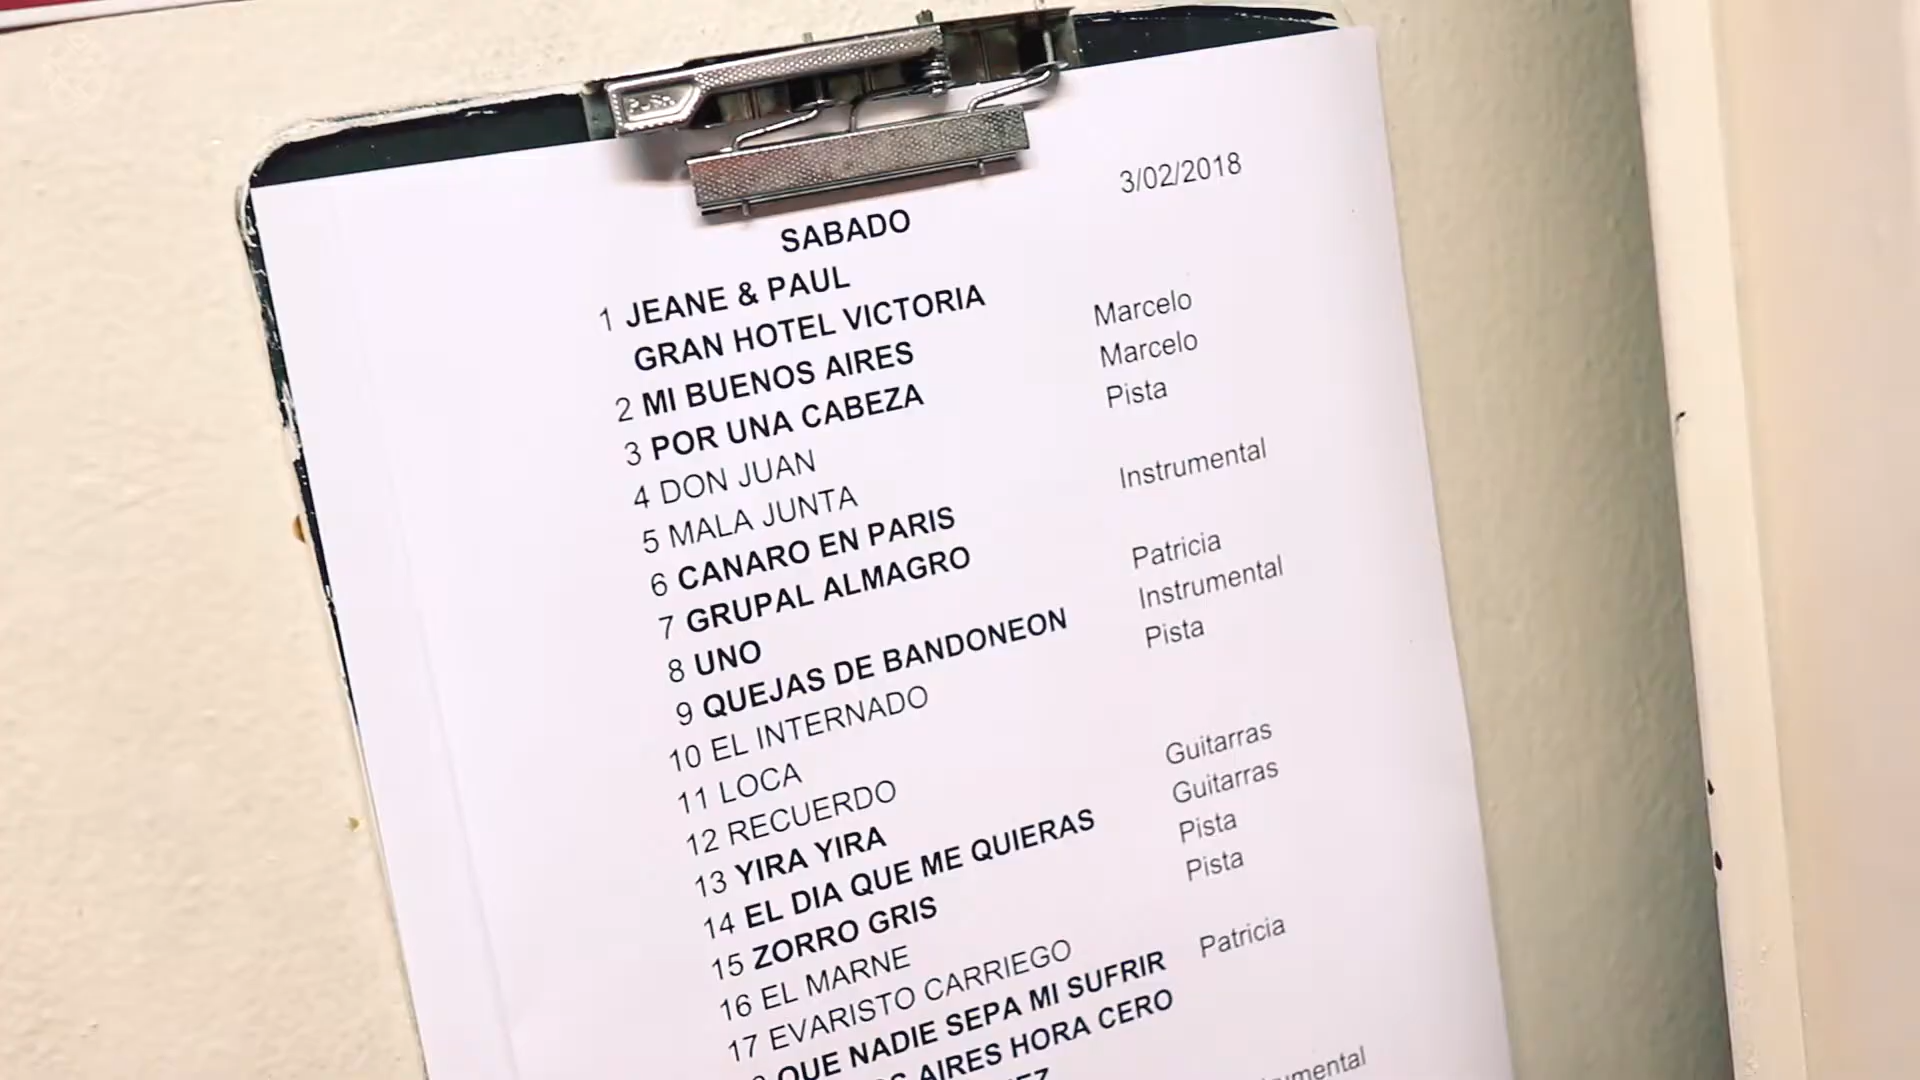 3/02/2018
SABADO
1 JEANE & PAUL
GRAN HOTEL VICTORIA
2 MI BUENOS AIRES Marcelo
3 POR UNA CABEZA Marcelo
4 DON JUAN Pista
5 MALA JUNTA
6 CANARO EN PARIS Instrumental
7 GRUPAL ALMAGRO
8 UNO Patricia
9 QUEJAS DE BANDONEON Instrumental
10 EL INTERNADO Pista
11 LOCA
12 RECUERDO
13 YIRA YIRA Guitarras
14 EL DIA QUE ME QUIERAS Guitarras
15 ZORRO GRIS Pista
16 EL MARNE Pista
17 EVARISTO CARRIEGO
QUE NADIE SEPA MI SUFRIR Patricia
AIRES HORA CERO